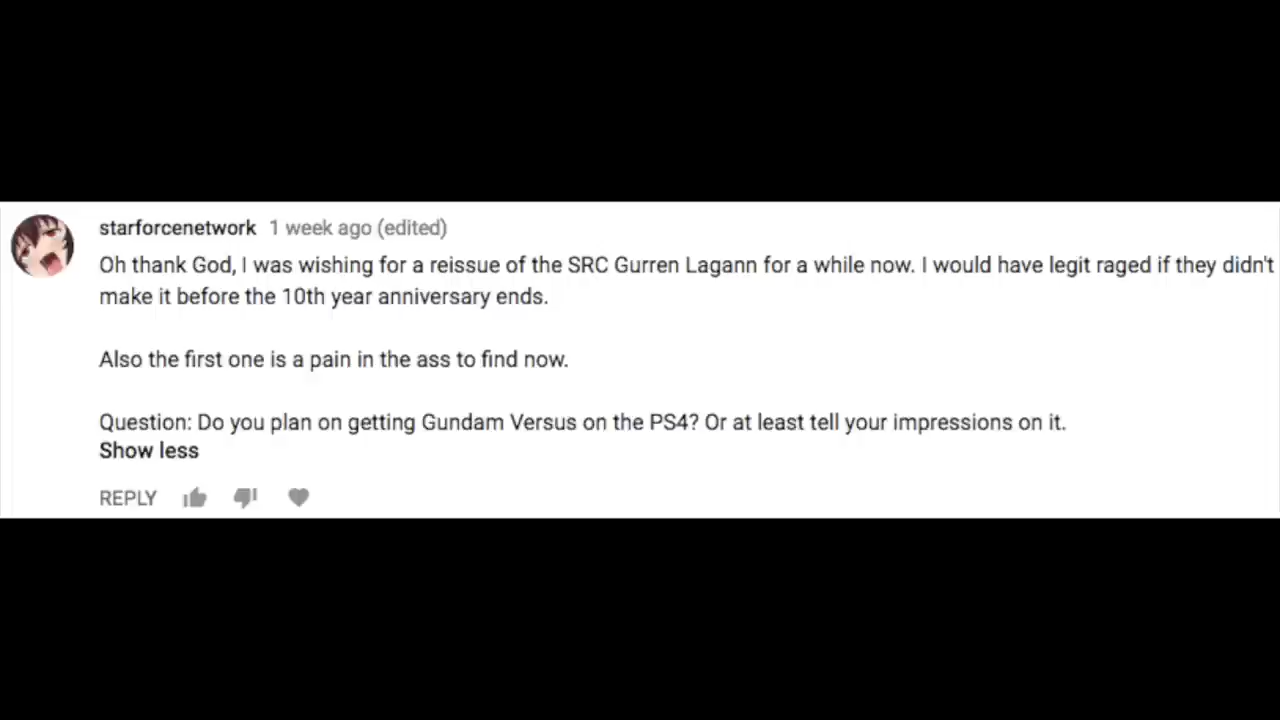 starforcenetwork 1 week ago (edited)
Oh thank God, I was wishing for a reissue of the SRC Gurren Lagann for a while now. I would have legit raged if they didn't
make it before the 10th year anniversary ends.
Also the first one is a pain in the ass to find now.
Question: Do you plan on getting Gundam Versus on the PS4? Or at least tell your impressions on it.
Show less
REPLY